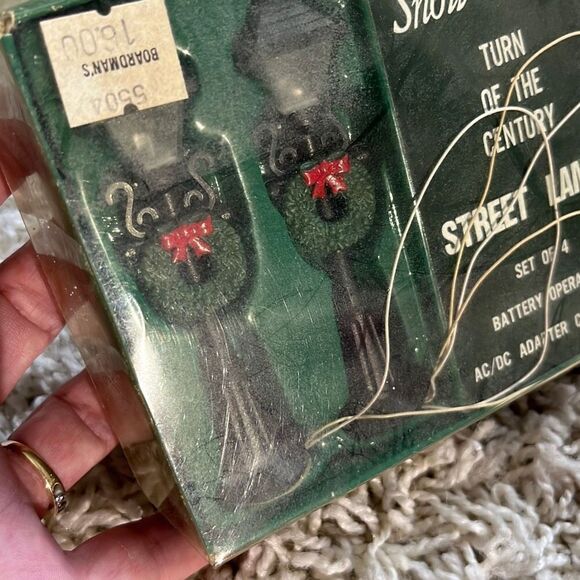 BOARDMAN'S
5504
16.00
Snow
TURN
OF THE
CENTURY
STREET LAM
SET OF 4
BATTERY OPERA
AC/DC ADAPTER C